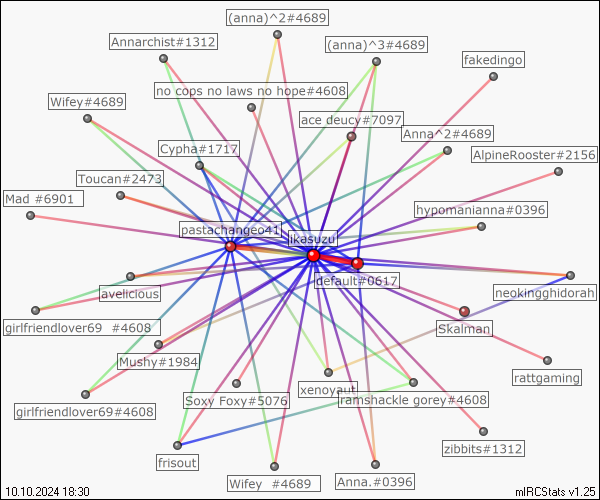 (anna)^2#4689
Annarchist#1312
(anna)^3#4689
fakedingo
no cops no laws no hope#4608
Wifey#4689
ace deucy#7097
Anna^2#4689
Cypha#1717
AlpineRooster#2156
Toucan#2473
Mad #6901
hypomanianna#0396
pastachangeo41
ikasuzu
default#0617
avelicious
neokingghidorah
girlfriendlover69 #4608
Skalman
Mushy#1984
rattgaming
xenoyaut
Soxy Foxy#5076
ramshackle gorey#4608
girlfriendlover69#4608
zibbits#1312
frisout
Wifey #4689
Anna.#0396
10.10.2024 18:30
mIRCStats v1.25